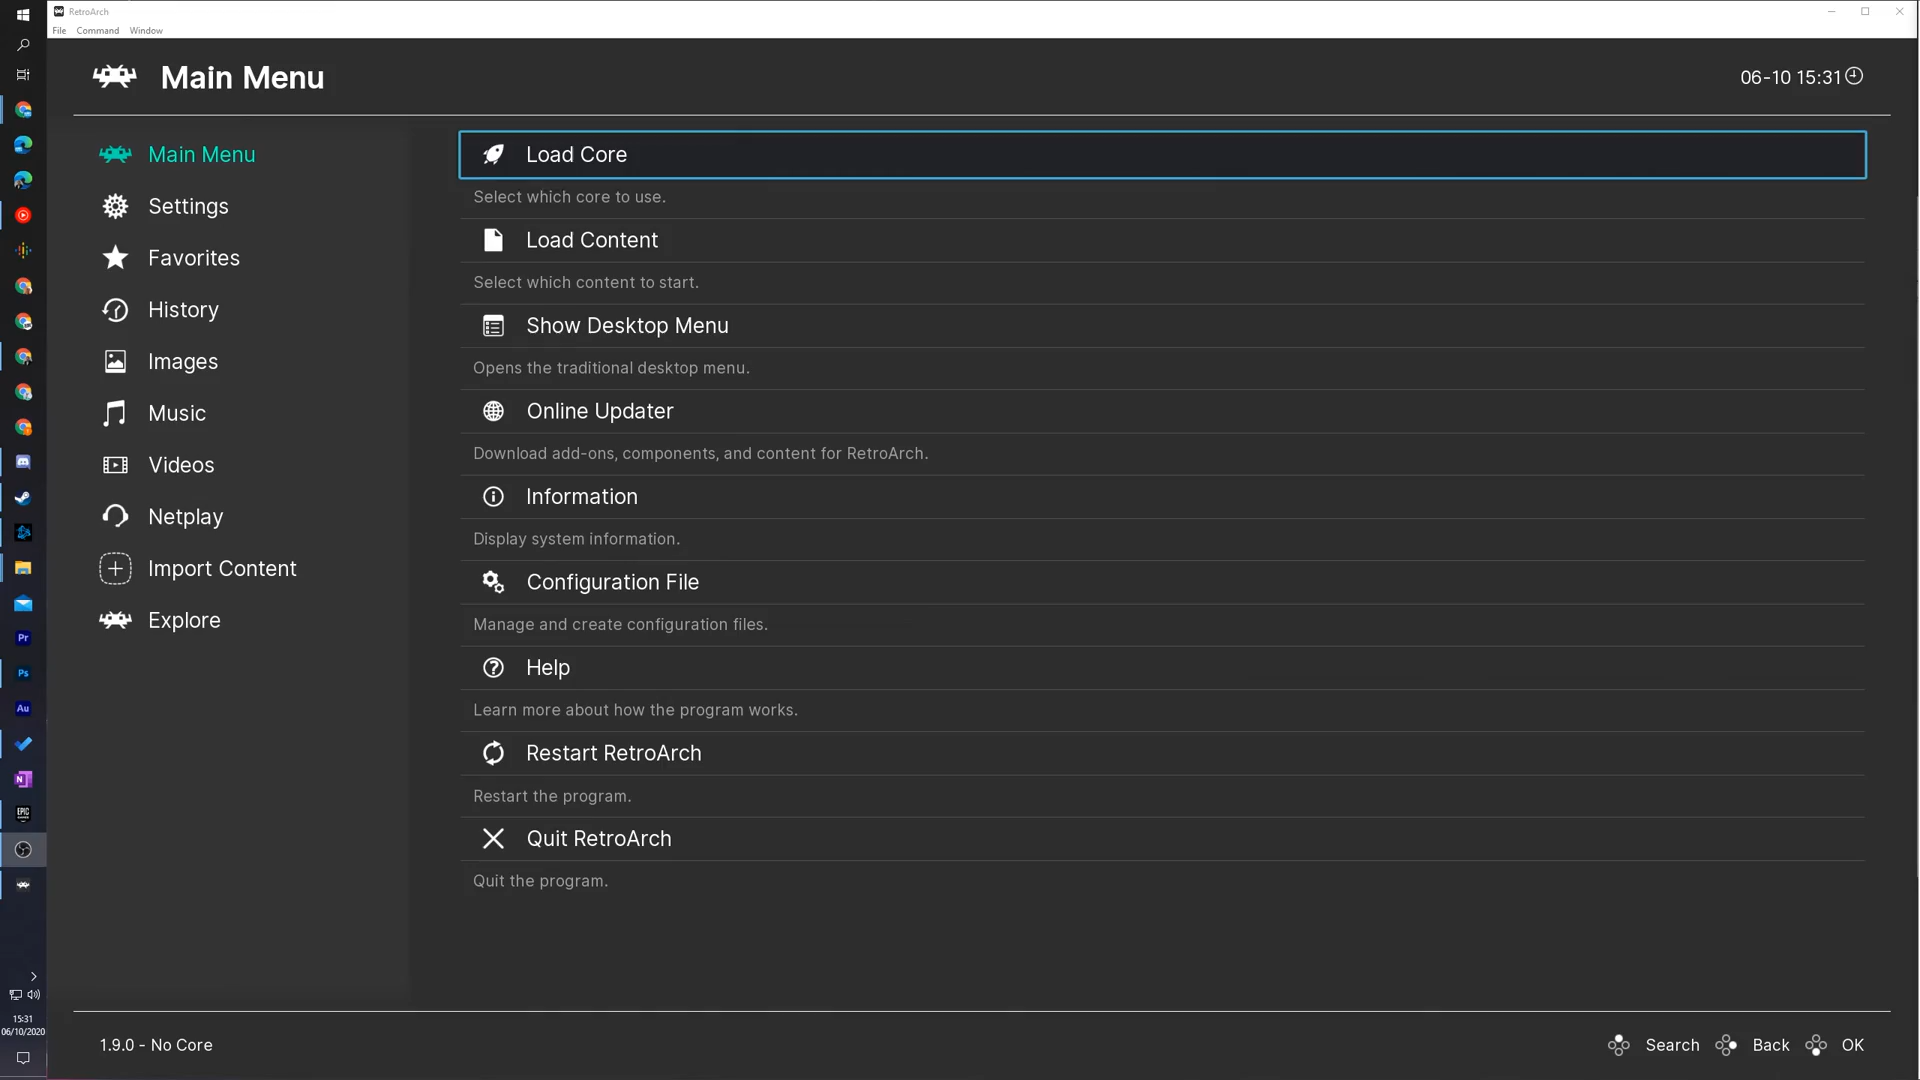 RetroArch
File Command Window
Main Menu
06-10 15:31
Main Menu
Settings
Favorites
History
Images
Music
Videos
Netplay
Import Content
Explore
Load Core
Select which core to use.
Load Content
Select which content to start.
Show Desktop Menu
Opens the traditional desktop menu.
Online Updater
Download add-ons, components, and content for RetroArch.
Information
Display system information.
Configuration File
Manage and create configuration files.
Help
Learn more about how the program works.
Restart RetroArch
Restart the program.
Quit RetroArch
Quit the program.
Pr
Ps
Au
N
EPIC
15:31
06/10/2020
1.9.0 - No Core
Search Back OK